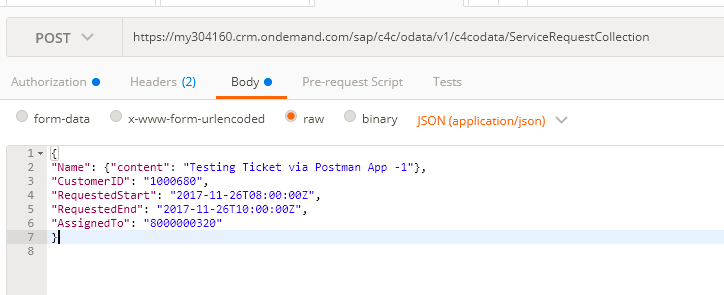 POST https://my304160.crm.ondemand.com/sap/c4c/odata/v1/c4codata/ServiceRequestCollection
Authorization Headers (2) Body Pre-request Script Tests
form-data x-www-form-urlencoded raw binary JSON (application/json)
1 {
2 "Name": {"content": "Testing Ticket via Postman App -1"},
3 "CustomerID": "1000680",
4 "RequestedStart": "2017-11-26T08:00:00Z",
5 "RequestedEnd": "2017-11-26T10:00:00Z",
6 "AssignedTo": "8000000320"
7 }
8